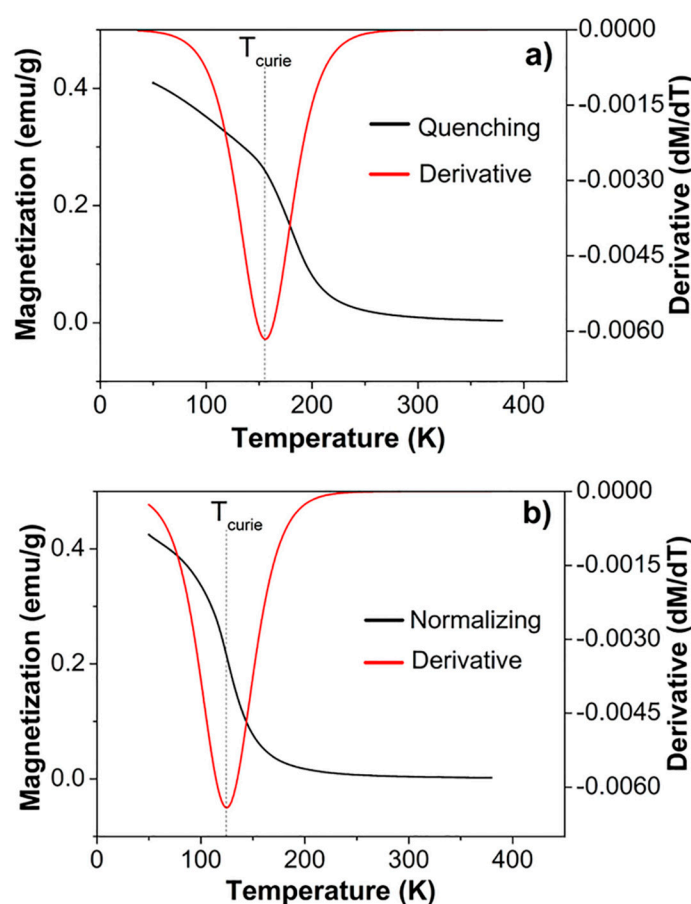 a)
T_curie
Quenching
Derivative
Magnetization (emu/g)
0.4
0.2
0.0
0.0000
-0.0015
-0.0030
-0.0045
-0.0060
Derivative (dM/dT)
0 100 200 300 400
Temperature (K)
b)
T_curie
Normalizing
Derivative
Magnetization (emu/g)
0.4
0.2
0.0
0.0000
-0.0015
-0.0030
-0.0045
-0.0060
Derivative (dM/dT)
0 100 200 300 400
Temperature (K)